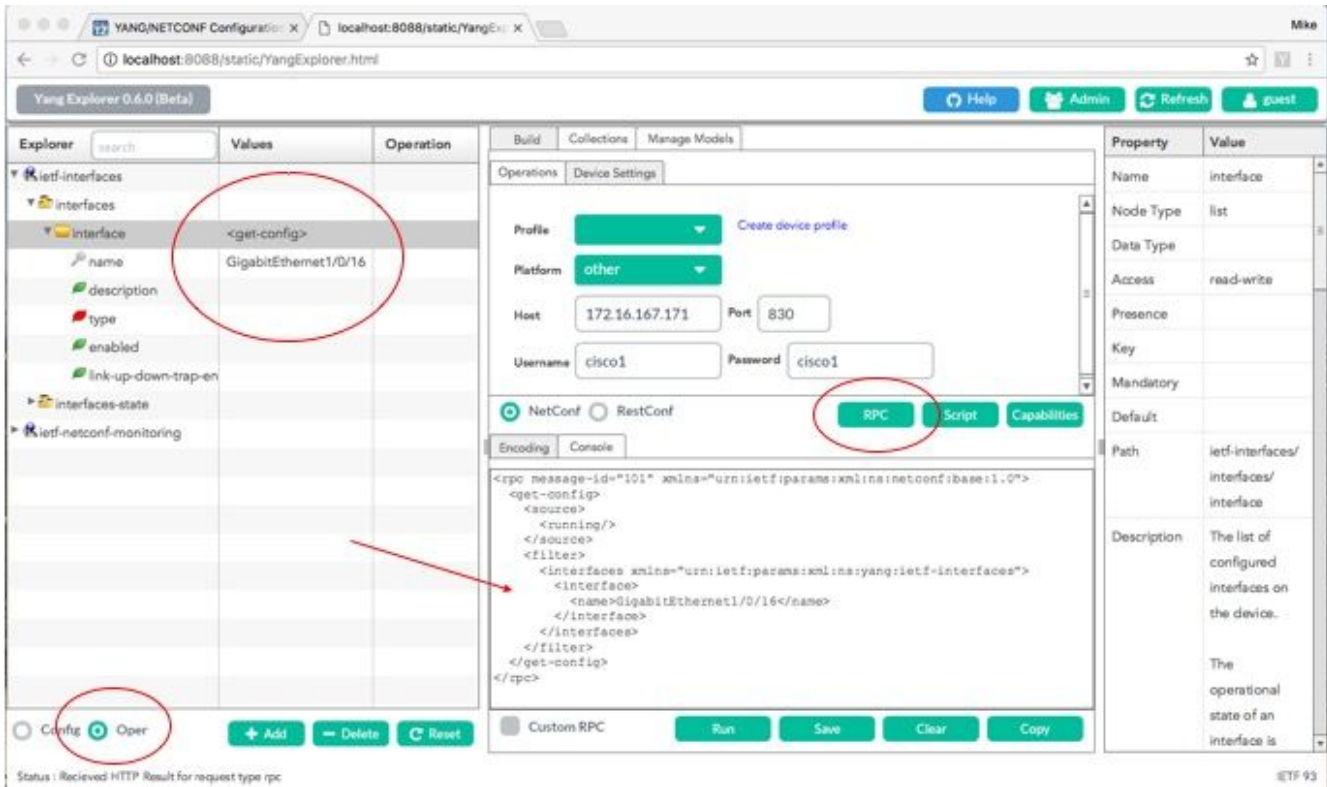 YANG/NETCONF Configuratio
localhost:8088/static/YangEx
Mike
localhost:8088/static/YangExplorer.html
Yang Explorer 0.6.0 (Beta)
Help
Admin
Refresh
guest
Explorer
search
Values
Operation
ietf-interfaces
interfaces
interface
<get-config>
name
GigabitEthernet1/0/16
description
type
enabled
link-up-down-trap-en
interfaces-state
ietf-netconf-monitoring
Config
Oper
+ Add
− Delete
Reset
Build
Collections
Manage Models
Operations
Device Settings
Profile
Create device profile
Platform
other
Host
172.16.167.171
Port
830
Username
cisco1
Password
cisco1
NetConf
RestConf
RPC
Script
Capabilities
Encoding
Console
<rpc message-id="101" xmlns="urn:ietf:params:xml:ns:netconf:base:1.0">
<get-config>
<source>
<running/>
</source>
<filter>
<interfaces xmlns="urn:ietf:params:xml:ns:yang:ietf-interfaces">
<interface>
<name>GigabitEthernet1/0/16</name>
</interface>
</interfaces>
</filter>
</get-config>
</rpc>
Custom RPC
Run
Save
Clear
Copy
Property
Value
Name
interface
Node Type
list
Data Type
Access
read-write
Presence
Key
Mandatory
Default
Path
ietf-interfaces/
interfaces/
interface
Description
The list of
configured
interfaces on
the device.
The
operational
state of an
interface is
Status : Recieved HTTP Result for request type rpc
IETF 93